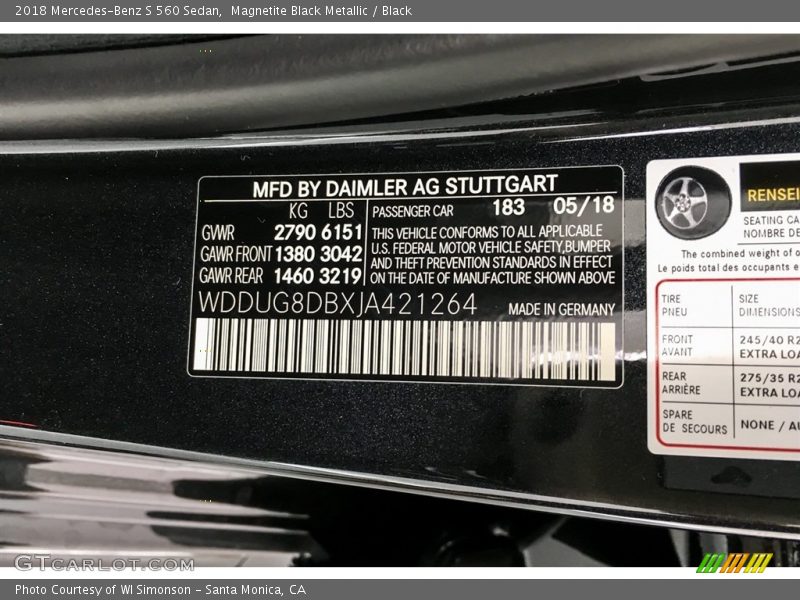 2018 Mercedes-Benz S 560 Sedan, Magnetite Black Metallic / Black
MFD BY DAIMLER AG STUTTGART
KG LBS
GWR 2790 6151
GAWR FRONT 1380 3042
GAWR REAR 1460 3219
PASSENGER CAR 183 05/18
THIS VEHICLE CONFORMS TO ALL APPLICABLE
U.S. FEDERAL MOTOR VEHICLE SAFETY,BUMPER
AND THEFT PREVENTION STANDARDS IN EFFECT
ON THE DATE OF MANUFACTURE SHOWN ABOVE
WDDUG8DBXJA421264 MADE IN GERMANY
RENSEI
SEATING CA
NOMBRE DE
The combined weight of o
Le poids total des occupants e
TIRE SIZE
PNEU DIMENSIONS
FRONT 245/40 R2
AVANT EXTRA LOA
REAR 275/35 R2
ARRIÈRE EXTRA LOA
SPARE NONE / AU
DE SECOURS
GTCARLOT.COM
Photo Courtesy of WI Simonson - Santa Monica, CA